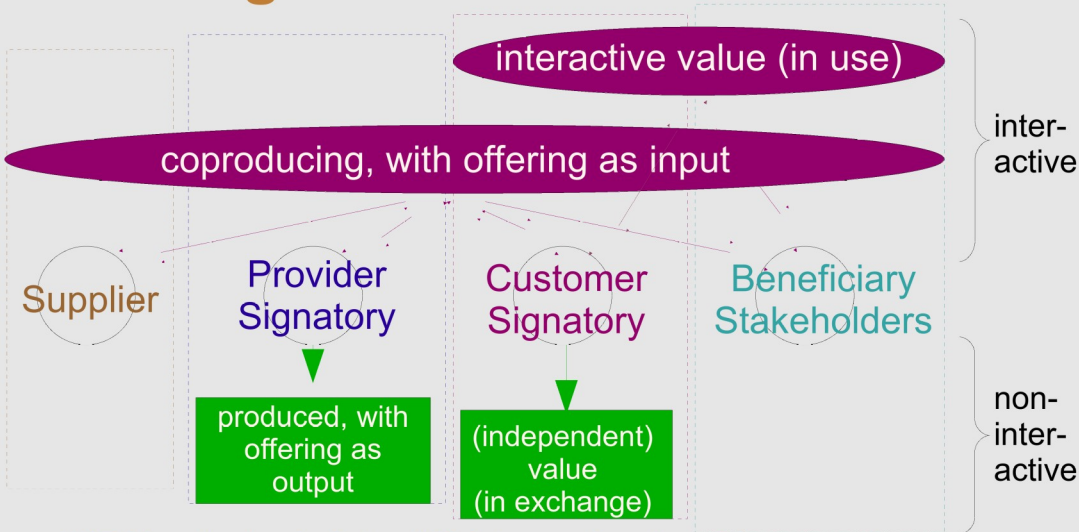 interactive value (in use)
coproducing, with offering as input
inter-
active
Supplier
Provider
Signatory
Customer
Signatory
Beneficiary
Stakeholders
produced, with
offering as
output
(independent)
value
(in exchange)
non-
inter-
active